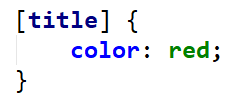 [title] {
    color: red;
}